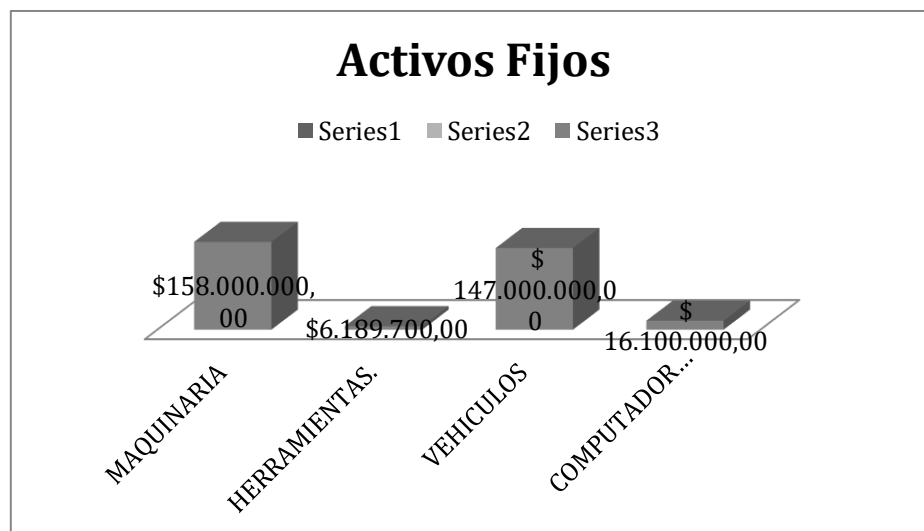 Activos Fijos
Series1 Series2 Series3
$158.000.000,
00
$6.189.700,00
$
147.000.000,0
0
$
16.100.000,00
MAQUINARIA
HERRAMIENTAS.
VEHICULOS
COMPUTADOR...